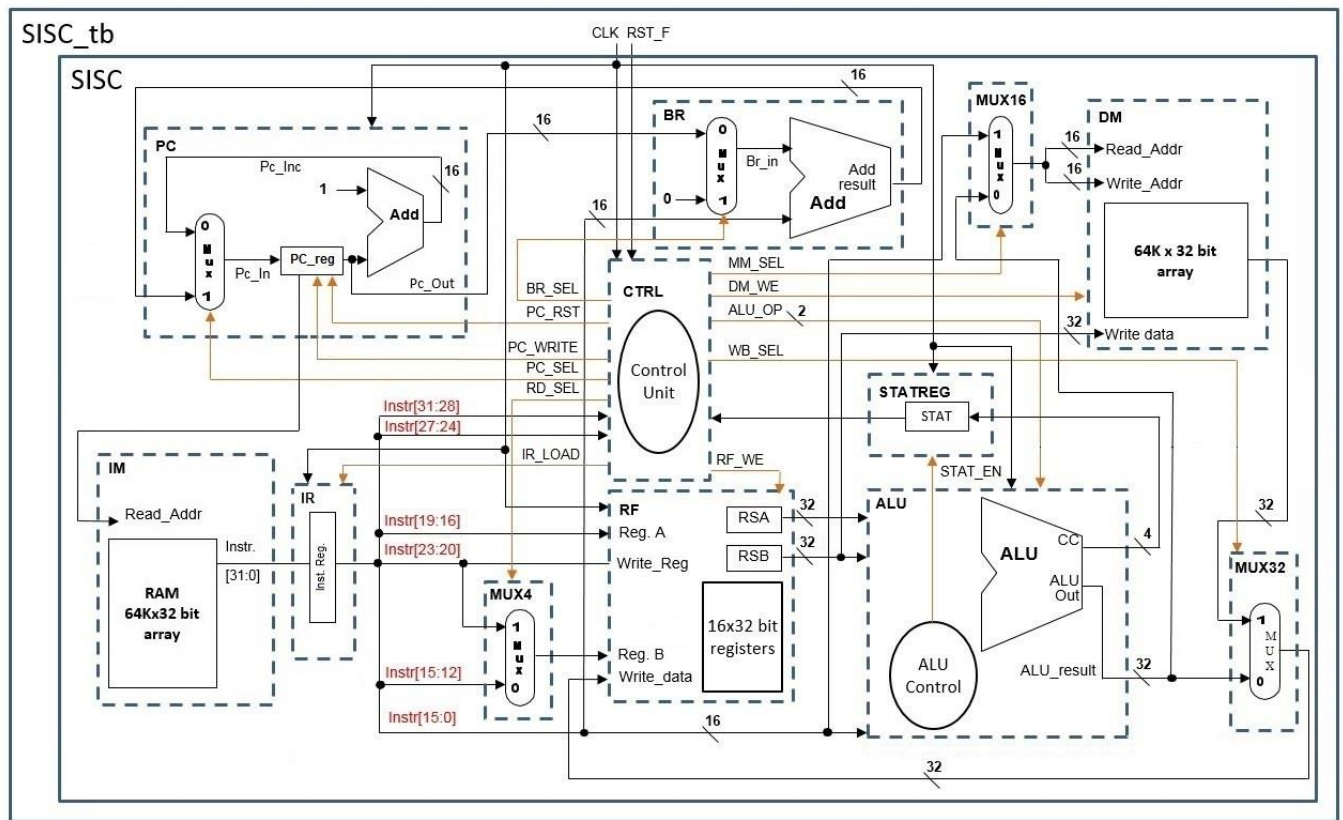 SISC_tb
CLK RST_F
SISC
16
MUX16
DM
PC
16
BR
0
Mux
1
Br_in
Add
result
Add
0
1
Mux
0
16
Read_Addr
16
Write_Addr
64K x 32 bit
array
32
Write data
Pc_Inc
16
1
Add
0
Mux
1
Pc_In
PC_reg
Pc_Out
16
BR_SEL
PC_RST
PC_WRITE
PC_SEL
RD_SEL
CTRL
Control
Unit
MM_SEL
DM_WE
ALU_OP
2
WB_SEL
STATREG
STAT
Instr[31:28]
Instr[27:24]
IR_LOAD
RF_WE
STAT_EN
IM
Read_Addr
RAM
64Kx32 bit
array
Instr.
[31:0]
IR
Inst. Reg.
Instr[19:16]
Instr[23:20]
Instr[15:12]
Instr[15:0]
MUX4
1
Mux
0
RF
Reg. A
Write_Reg
Reg. B
Write_data
RSA
RSB
16x32 bit
registers
32
32
ALU
ALU
CC
4
ALU
Out
ALU_result
32
ALU
Control
32
MUX32
1
MUX
0
16
32